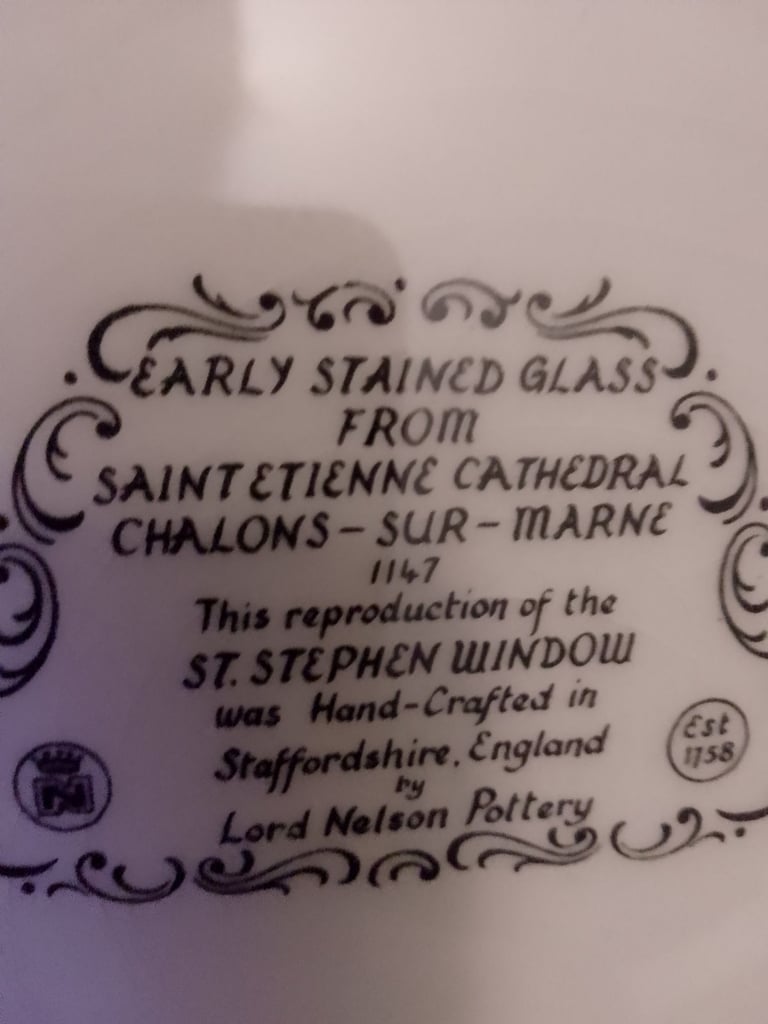 EARLY STAINED GLASS
FROM
SAINT ETIENNE CATHEDRAL
CHALONS - SUR - MARNE
1147
This reproduction of the
ST. STEPHEN WINDOW
was Hand-Crafted in
Staffordshire, England
by
Lord Nelson Pottery
Est
1758